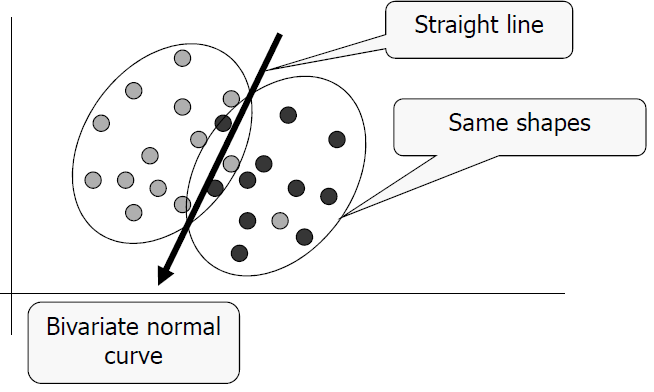 Straight line
Same shapes
Bivariate normal
curve